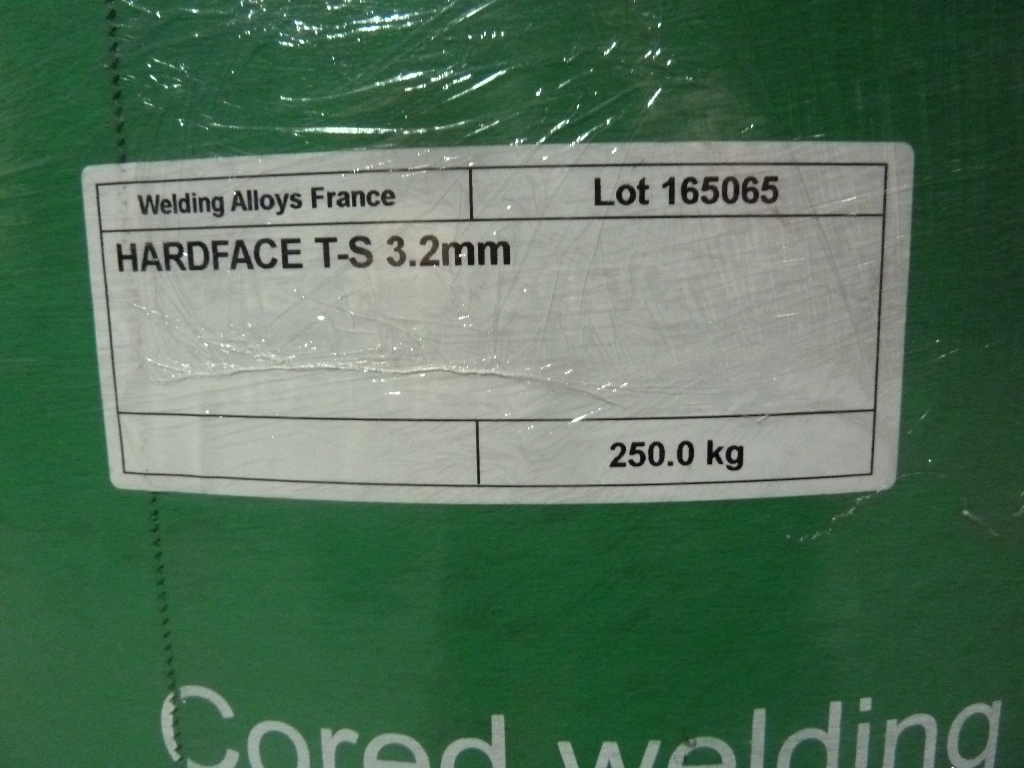 Welding Alloys France
Lot 165065
HARDFACE T-S 3.2mm
250.0 kg
Cored welding